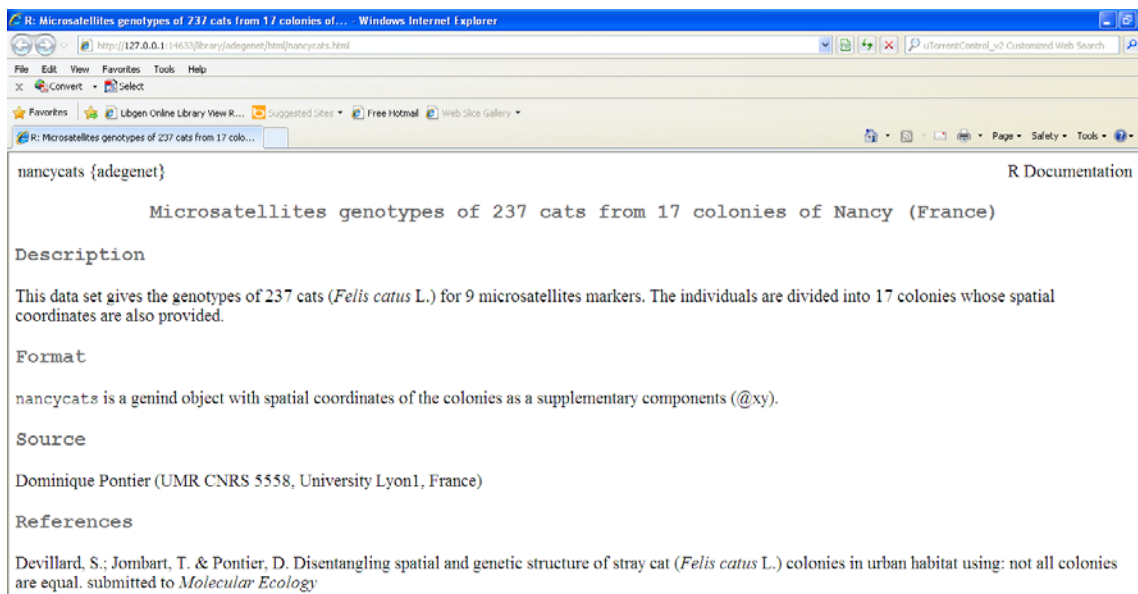 R: Microsatellites genotypes of 237 cats from 17 colonies of... - Windows Internet Explorer
http://127.0.0.1:14633/library/adegenet/html/nancycats.html
uTorrentControl_v2 Customized Web Search
File Edit View Favorites Tools Help
x Convert Select
Favorites Libgen Online Library View R... Suggested Sites Free Hotmail Web Slice Gallery
R: Microsatellites genotypes of 237 cats from 17 colo... Page Safety Tools
nancycats {adegenet} R Documentation
Microsatellites genotypes of 237 cats from 17 colonies of Nancy (France)
Description
This data set gives the genotypes of 237 cats (Felis catus L.) for 9 microsatellites markers. The individuals are divided into 17 colonies whose spatial
coordinates are also provided.
Format
nancycats is a genind object with spatial coordinates of the colonies as a supplementary components (@xy).
Source
Dominique Pontier (UMR CNRS 5558, University Lyon1, France)
References
Devillard, S.; Jombart, T. & Pontier, D. Disentangling spatial and genetic structure of stray cat (Felis catus L.) colonies in urban habitat using: not all colonies
are equal. submitted to Molecular Ecology